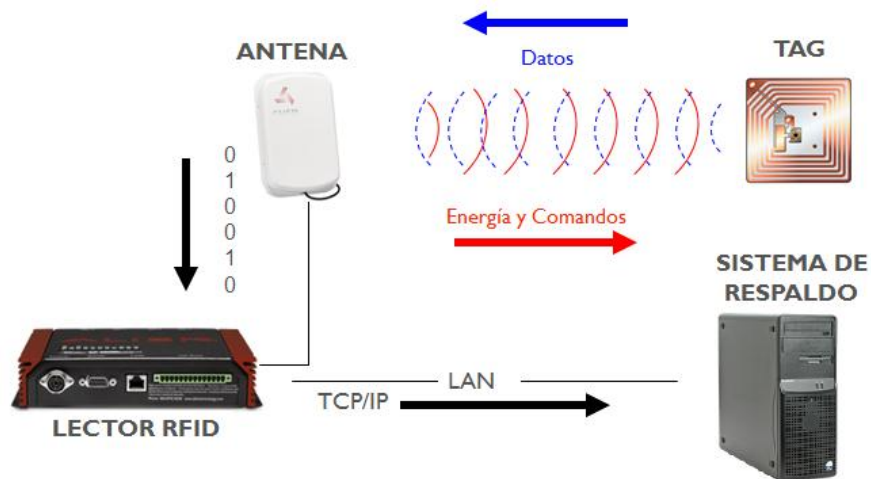 ANTENA
TAG
Datos
0
1
0
0
1
0
Energía y Comandos
SISTEMA DE
RESPALDO
LAN
TCP/IP
LECTOR RFID